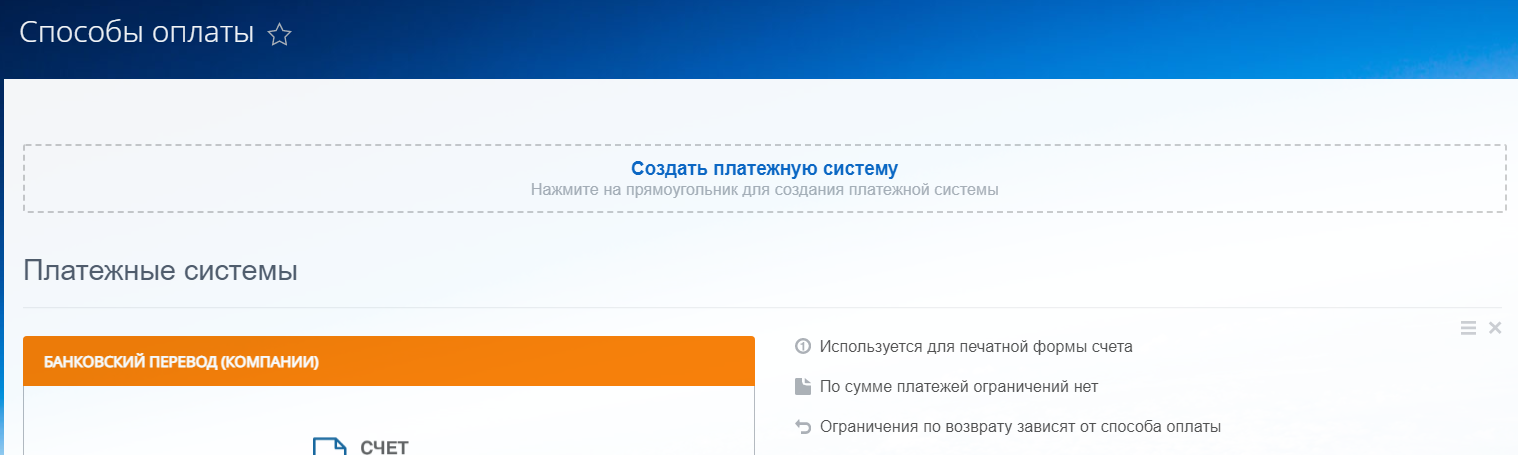 Способы оплаты
Создать платежную систему
Нажмите на прямоугольник для создания платежной системы
Платежные системы
БАНКОВСКИЙ ПЕРЕВОД (КОМПАНИИ)
СЧЕТ
Используется для печатной формы счета
По сумме платежей ограничений нет
Ограничения по возврату зависят от способа оплаты